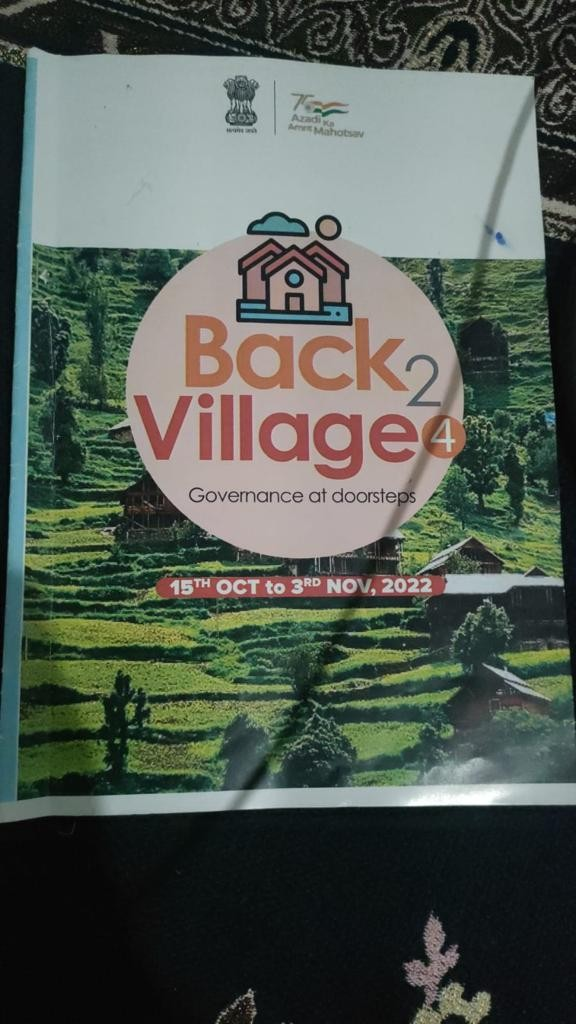 सत्यमेव जयते
75
Azadi Ka
Amrit Mahotsav
Back2
Village4
Governance at doorsteps
15TH OCT to 3RD NOV, 2022